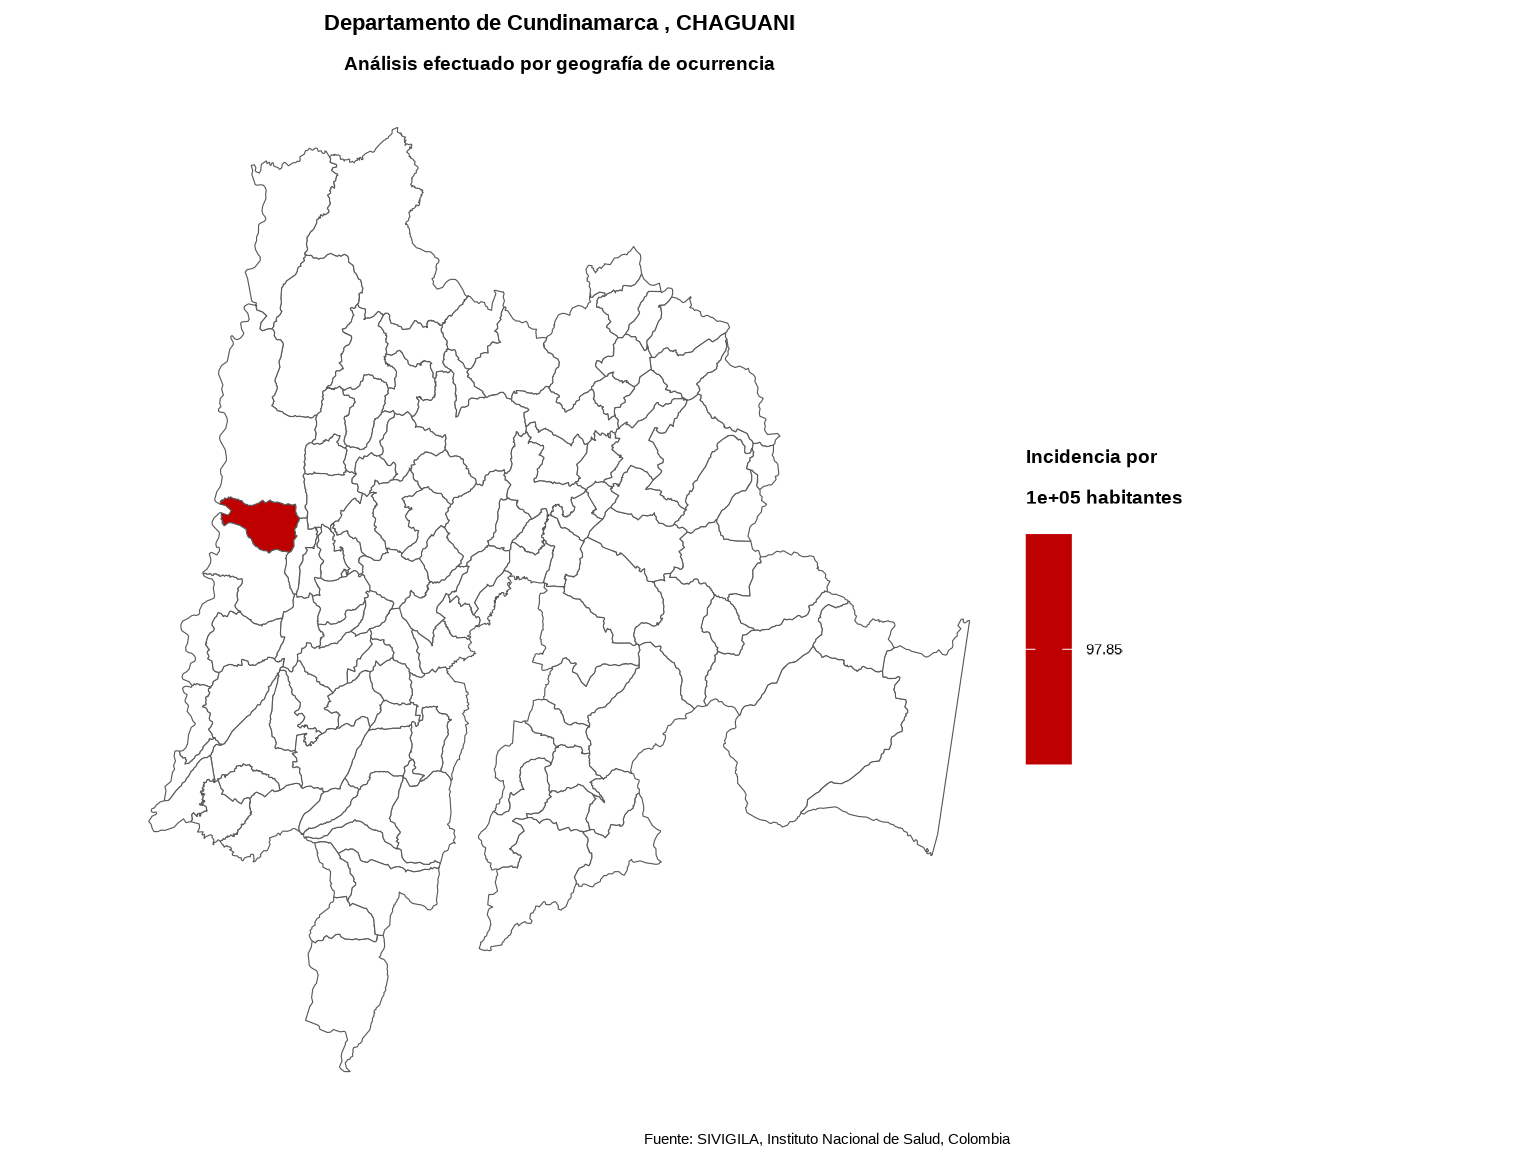 Departamento de Cundinamarca , CHAGUANI
Análisis efectuado por geografía de ocurrencia
Incidencia por
1e+05 habitantes
97.85
Fuente: SIVIGILA, Instituto Nacional de Salud, Colombia